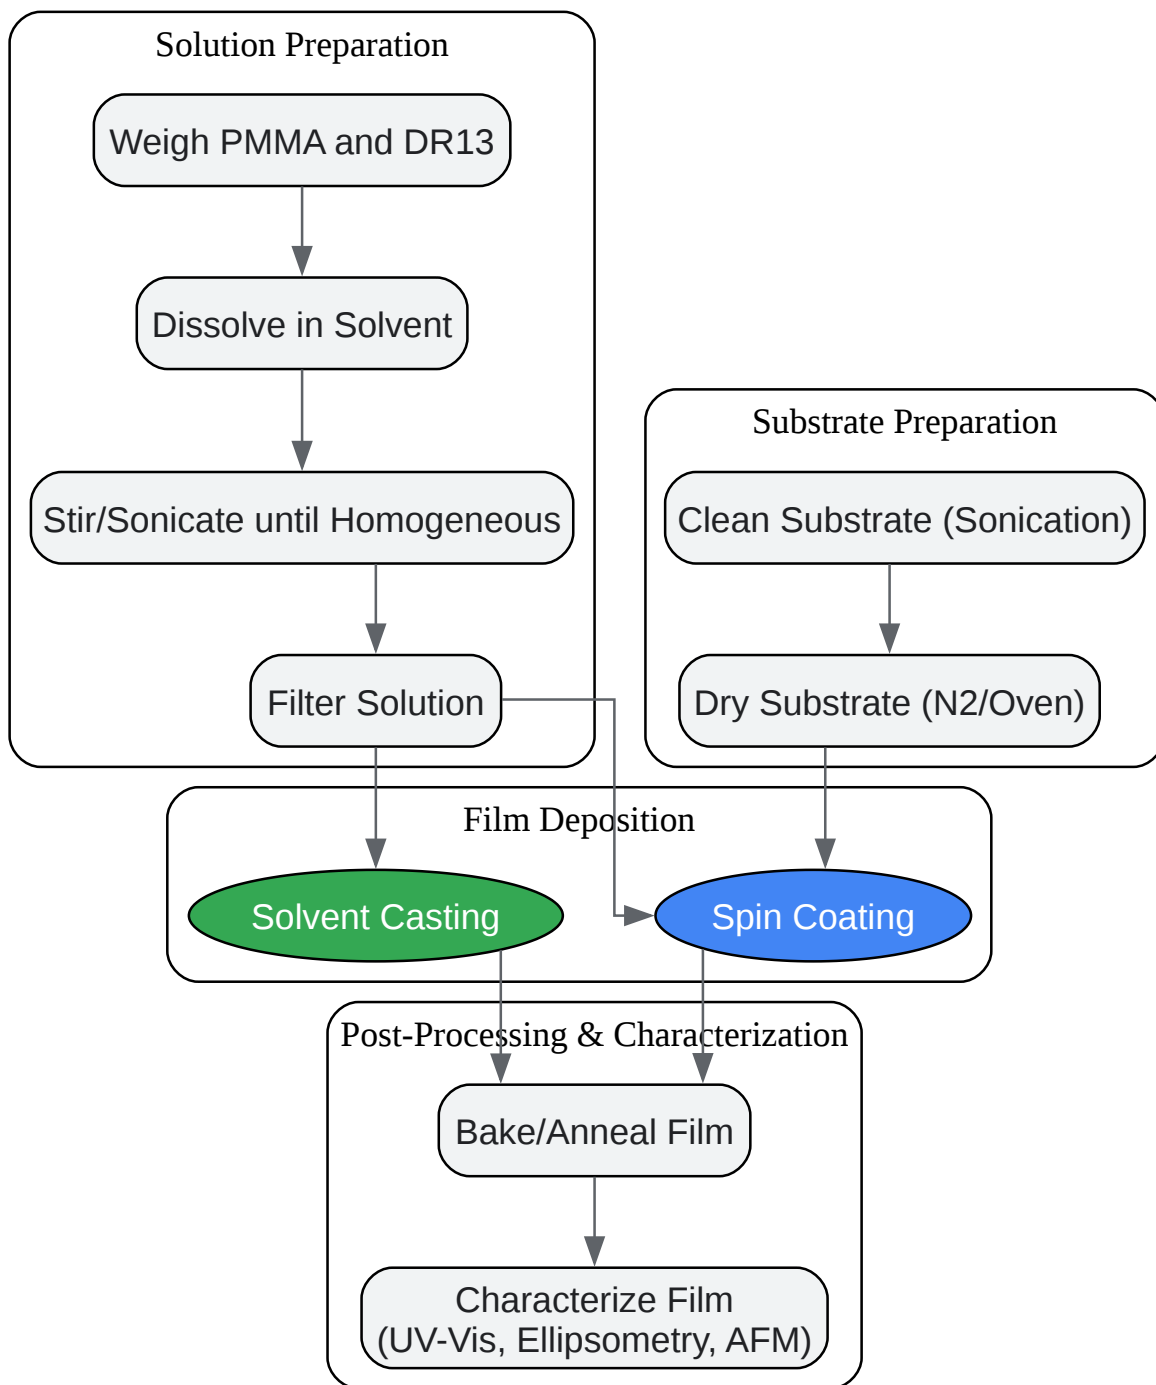 Solution Preparation
Weigh PMMA and DR13
Dissolve in Solvent
Stir/Sonicate until Homogeneous
Filter Solution
Substrate Preparation
Clean Substrate (Sonication)
Dry Substrate (N2/Oven)
Film Deposition
Solvent Casting
Spin Coating
Post-Processing & Characterization
Bake/Anneal Film
Characterize Film
(UV-Vis, Ellipsometry, AFM)